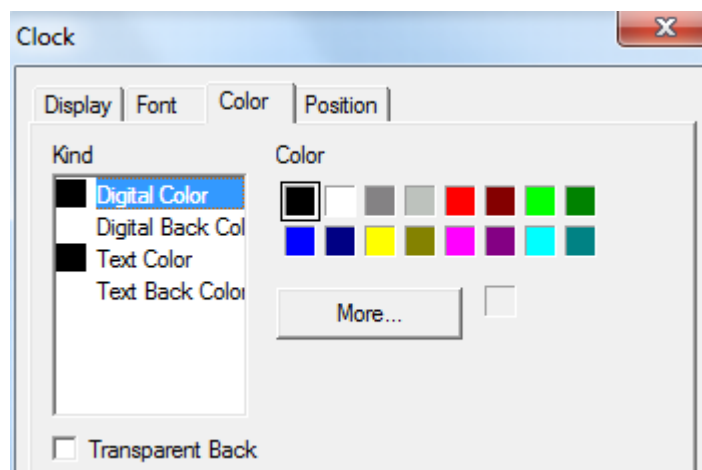 Clock
Display Font Color Position
Kind
Color
Digital Color
Digital Back Col
Text Color
Text Back Color
More...
Transparent Back